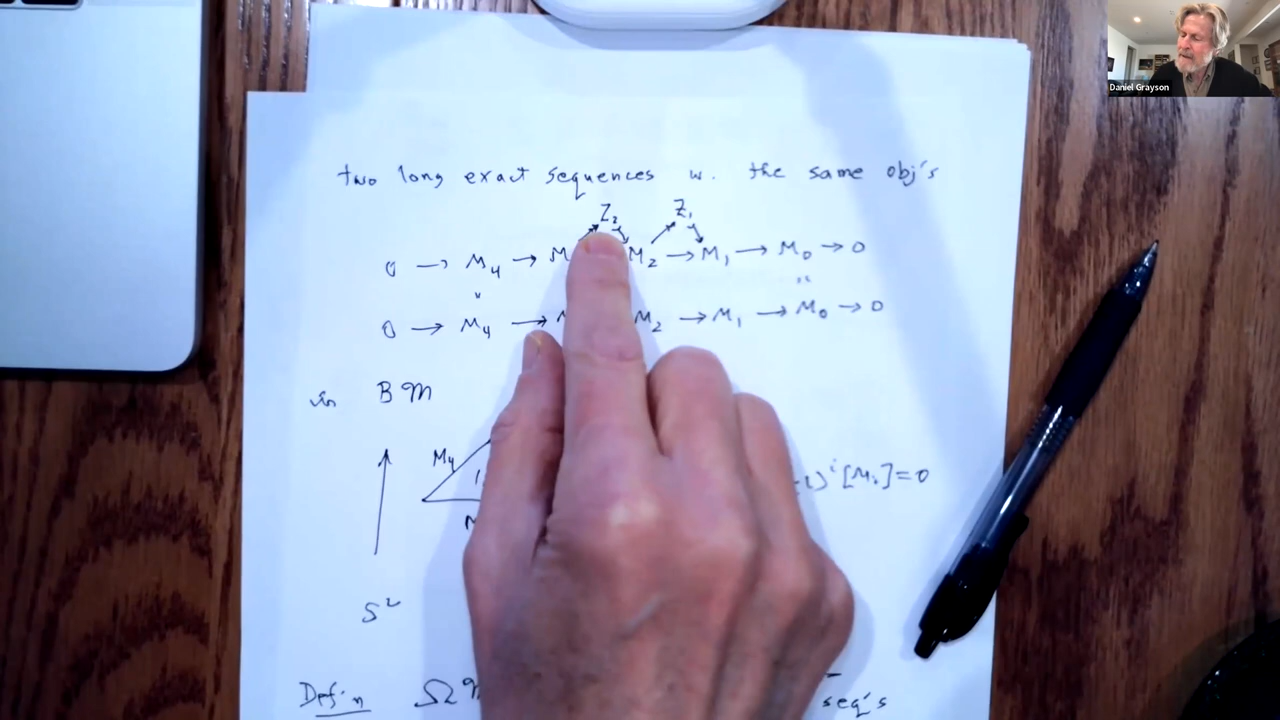 Daniel Grayson
two long exact sequences w. the same obj's
Z₂ Z₁
0 → M₄ → M M₂ → M₁ → M₀ → 0
0 → M₄ → M₂ → M₁ → M₀ → 0
in B𝔐
M₄
)ⁱ[Mᵢ]=0
S²
Def'n Ω seq's